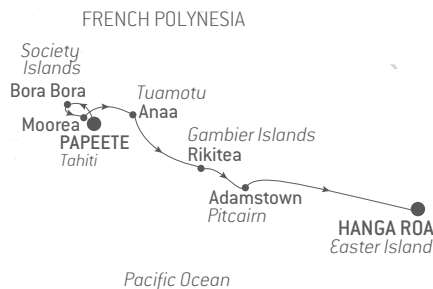 FRENCH POLYNESIA
Society
Islands
Bora Bora
Tuamotu
Anaa
Moorea
PAPEETE
Tahiti
Gambier Islands
Rikitea
Adamstown
Pitcairn
HANGA ROA
Easter Island
Pacific Ocean